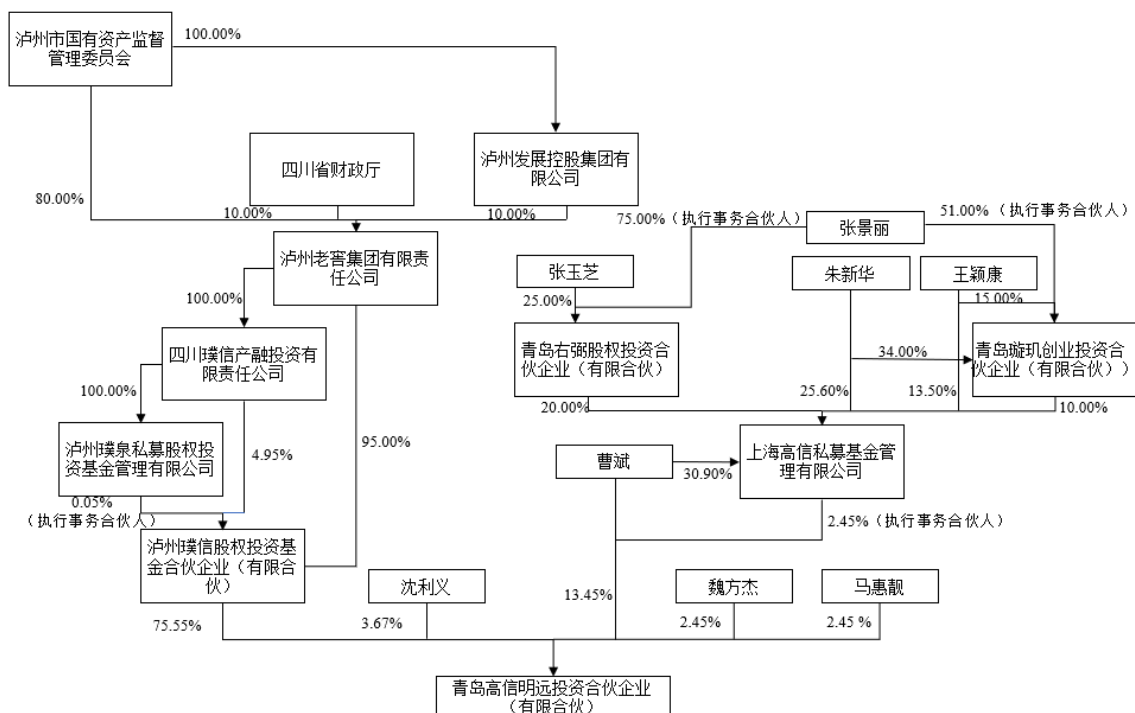 泸州市国有资产监督
管理委员会
100.00%
四川省财政厅
泸州发展控股集团有
限公司
80.00%
10.00%
10.00%
75.00%（执行事务合伙人）
51.00%（执行事务合伙人）
张景丽
泸州老窖集团有限责
任公司
张玉芝
朱新华
王颖康
100.00%
25.00%
15.00%
四川璞信产融投资有
限责任公司
青岛右弼股权投资合
伙企业（有限合伙）
34.00%
青岛璇玑创业投资合
伙企业（有限合伙））
100.00%
20.00%
25.60%
13.50%
10.00%
泸州璞泉私募股权投
资基金管理有限公司
4.95%
95.00%
曹斌
30.90%
上海高信私募基金管
理有限公司
0.05%
（执行事务合伙人）
2.45%（执行事务合伙人）
泸州璞信股权投资基
金合伙企业（有限合
伙）
沈利义
13.45%
魏方杰
马惠靓
75.55%
3.67%
2.45%
2.45 %
青岛高信明远投资合伙企业
（有限合伙）